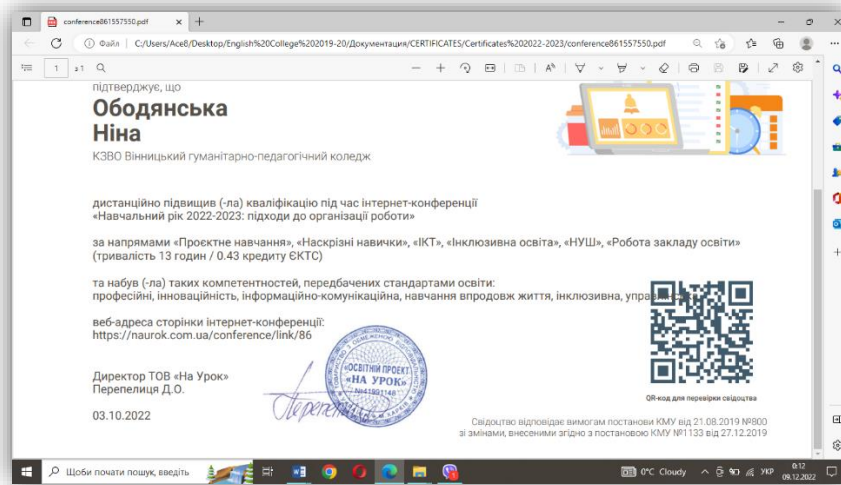 conference861557550.pdf
Файл
C:/Users/Ace8/Desktop/English%20College%202019-20/Документация/CERTIFICATES/Certificates%202022-2023/conference861557550.pdf
1 з 1
підтверджує, що
Ободянська
Ніна
КЗВО Вінницький гуманітарно-педагогічний коледж
дистанційно підвищив (-ла) кваліфікацію під час інтернет-конференції
«Навчальний рік 2022-2023: підходи до організації роботи»
за напрямами «Проєктне навчання», «Наскрізні навички», «ІКТ», «Інклюзивна освіта», «НУШ», «Робота закладу освіти»
(тривалість 13 годин / 0.43 кредиту ЄКТС)
та набув (-ла) таких компетентностей, передбачених стандартами освіти:
професійні, інноваційність, інформаційно-комунікаційна, навчання впродовж життя, інклюзивна,
веб-адреса сторінки інтернет-конференції:
https://naurok.com.ua/conference/link/86
Директор ТОВ «На Урок»
Перепелиця Д.О.
03.10.2022
«ОСВІТНІЙ ПРОЕКТ
«НА УРОК»
№41991148
QR-код для перевірки свідоцтва
Свідоцтво відповідає вимогам постанови КМУ від 21.08.2019 №800
зі змінами, внесеними згідно з постановою КМУ №1133 від 27.12.2019
Щоби почати пошук, введіть
0°C Cloudy
УКР
0:12
09.12.2022